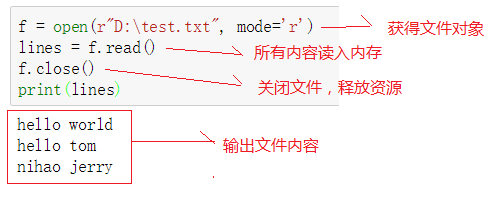 f = open(r"D:\test.txt", mode='r') 获得文件对象
lines = f.read() 所有内容读入内存
f.close() 关闭文件，释放资源
print(lines)
hello world
hello tom 输出文件内容
nihao jerry